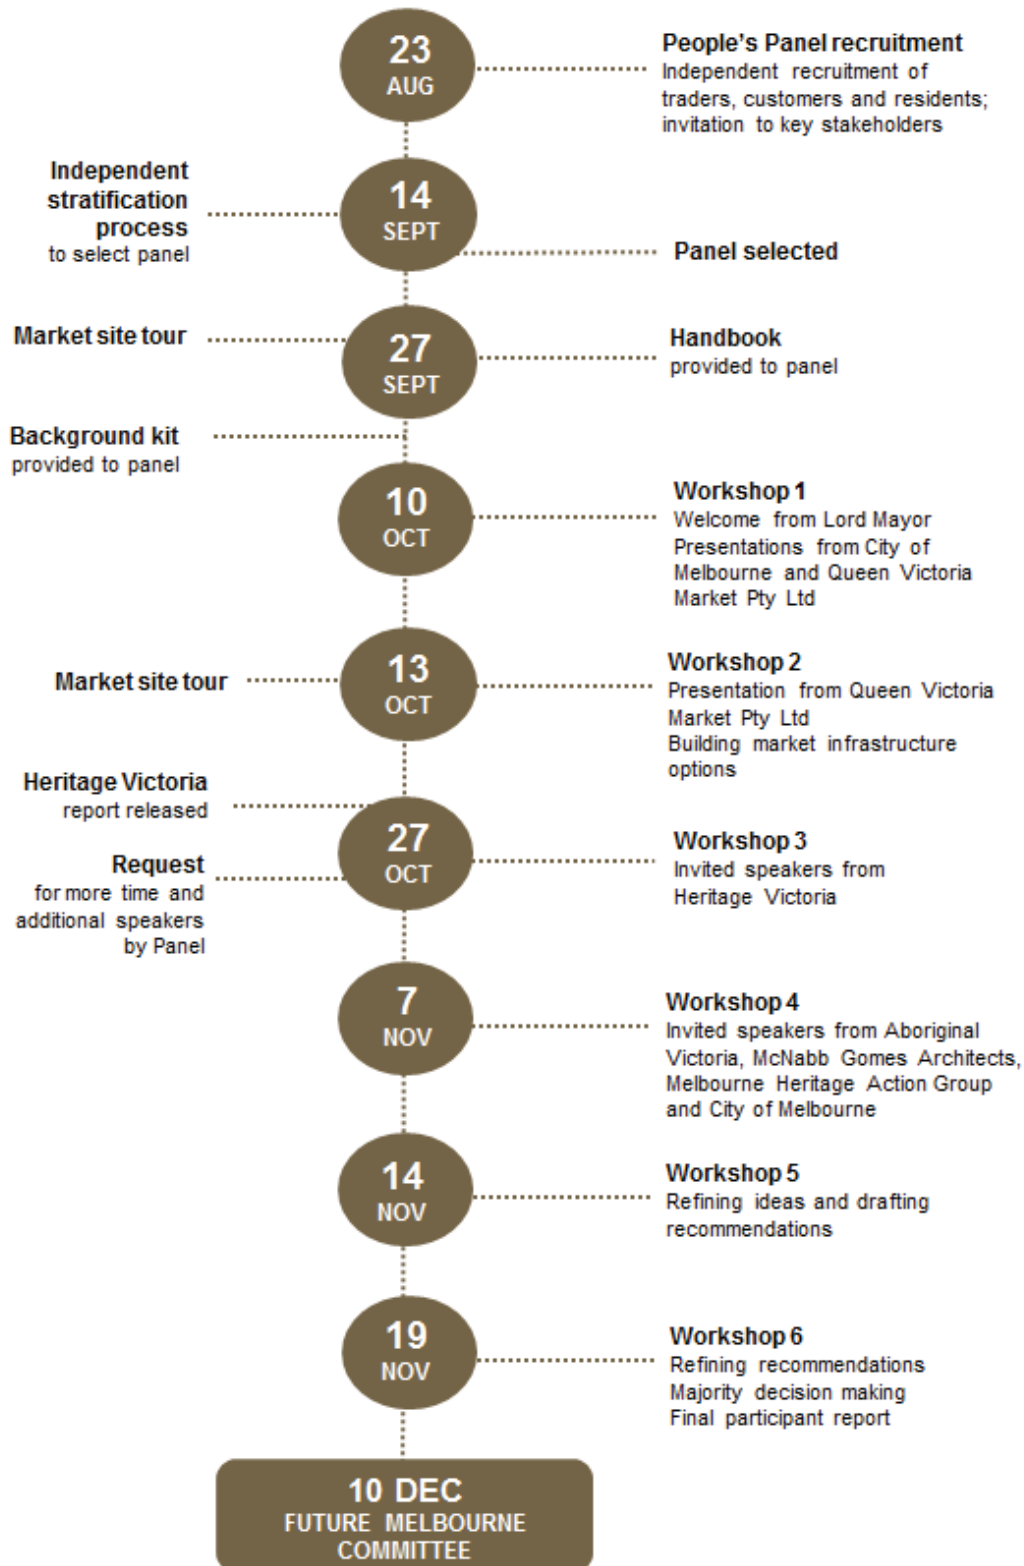 23
AUG
People's Panel recruitment
Independent recruitment of
traders, customers and residents;
invitation to key stakeholders
Independent
stratification
process
to select panel
14
SEPT
Panel selected
Market site tour
27
SEPT
Handbook
provided to panel
Background kit
provided to panel
10
OCT
Workshop 1
Welcome from Lord Mayor
Presentations from City of
Melbourne and Queen Victoria
Market Pty Ltd
Market site tour
13
OCT
Workshop 2
Presentation from Queen Victoria
Market Pty Ltd
Building market infrastructure
options
Heritage Victoria
report released
Request
for more time and
additional speakers
by Panel
27
OCT
Workshop 3
Invited speakers from
Heritage Victoria
7
NOV
Workshop 4
Invited speakers from Aboriginal
Victoria, McNabb Gomes Architects,
Melbourne Heritage Action Group
and City of Melbourne
14
NOV
Workshop 5
Refining ideas and drafting
recommendations
19
NOV
Workshop 6
Refining recommendations
Majority decision making
Final participant report
10 DEC
FUTURE MELBOURNE
COMMITTEE